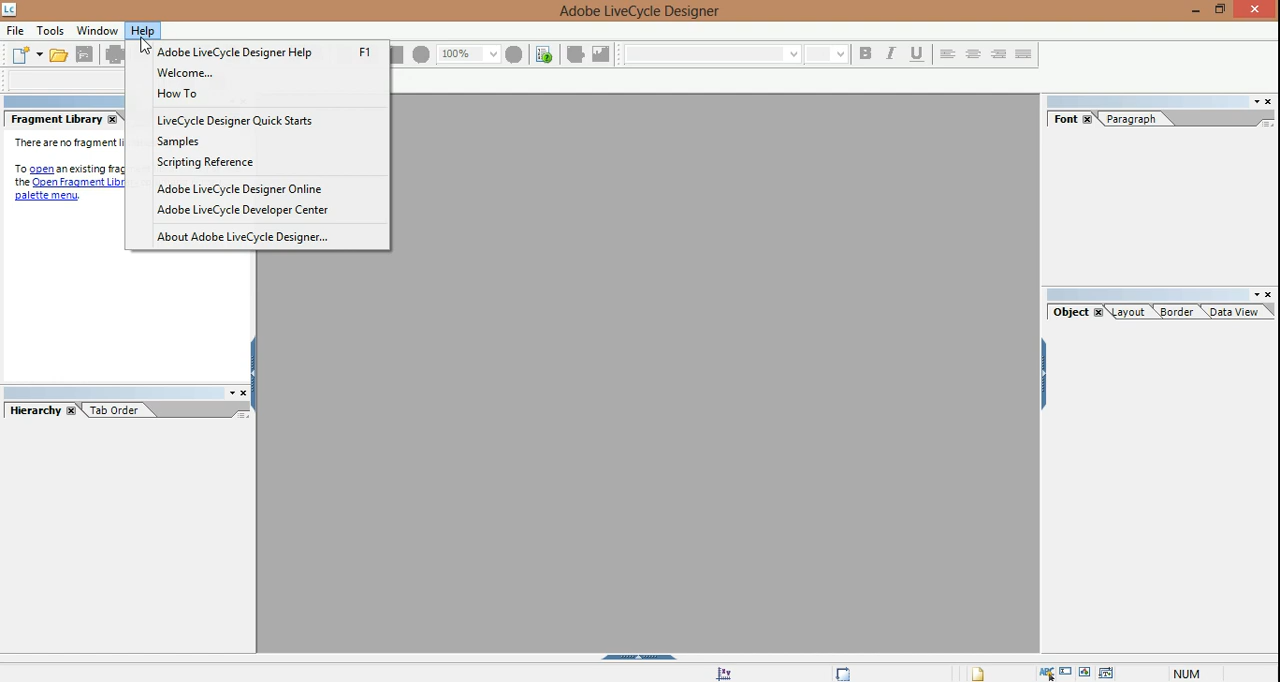 Lc Adobe LiveCycle Designer
File Tools Window Help
100% B I U
Adobe LiveCycle Designer Help F1
Welcome...
How To
LiveCycle Designer Quick Starts
Samples
Scripting Reference
Adobe LiveCycle Designer Online
Adobe LiveCycle Developer Center
About Adobe LiveCycle Designer...
Fragment Library
There are no fragment
To open an existing
the Open Fragment
palette menu.
Hierarchy Tab Order
Font Paragraph
Object Layout Border Data View
ABC NUM